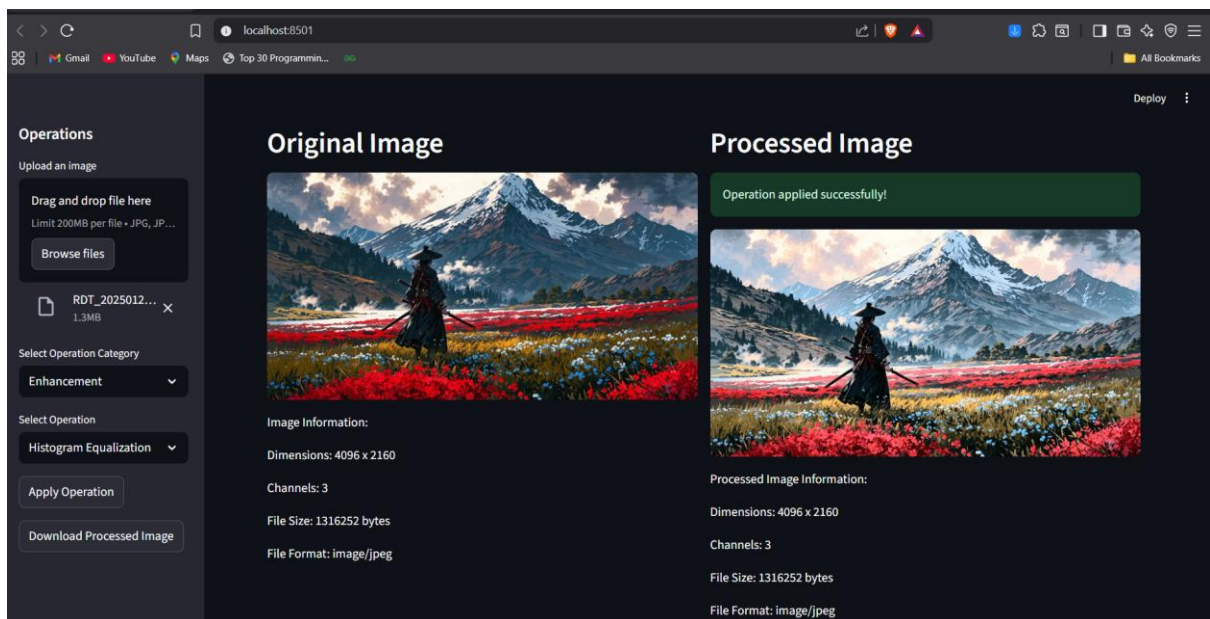 localhost:8501
Gmail YouTube Maps Top 30 Programmin... All Bookmarks
Deploy
Operations
Upload an image
Drag and drop file here
Limit 200MB per file • JPG, JP...
Browse files
RDT_2025012...
1.3MB
Select Operation Category
Enhancement
Select Operation
Histogram Equalization
Apply Operation
Download Processed Image
Original Image
Image Information:
Dimensions: 4096 x 2160
Channels: 3
File Size: 1316252 bytes
File Format: image/jpeg
Processed Image
Operation applied successfully!
Processed Image Information:
Dimensions: 4096 x 2160
Channels: 3
File Size: 1316252 bytes
File Format: image/jpeg